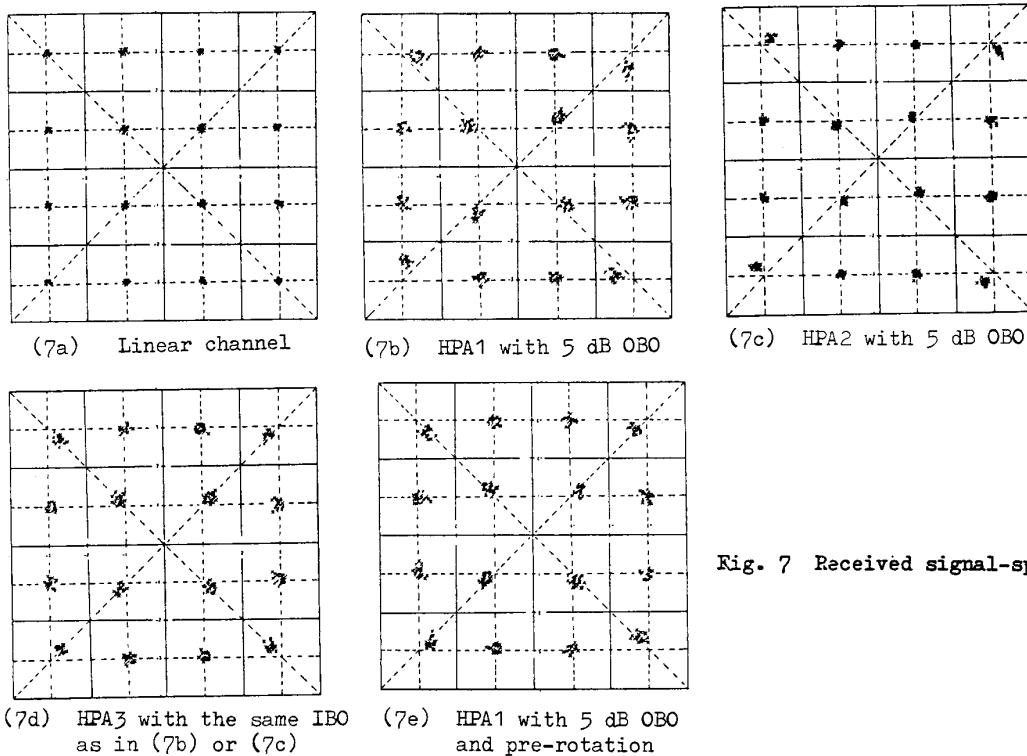 (7a) Linear channel
(7b) HPA1 with 5 dB OBO
(7c) HPA2 with 5 dB OBO
(7d) HPA3 with the same IBO
as in (7b) or (7c)
(7e) HPA1 with 5 dB OBO
and pre-rotation
Fig. 7 Received signal-sp